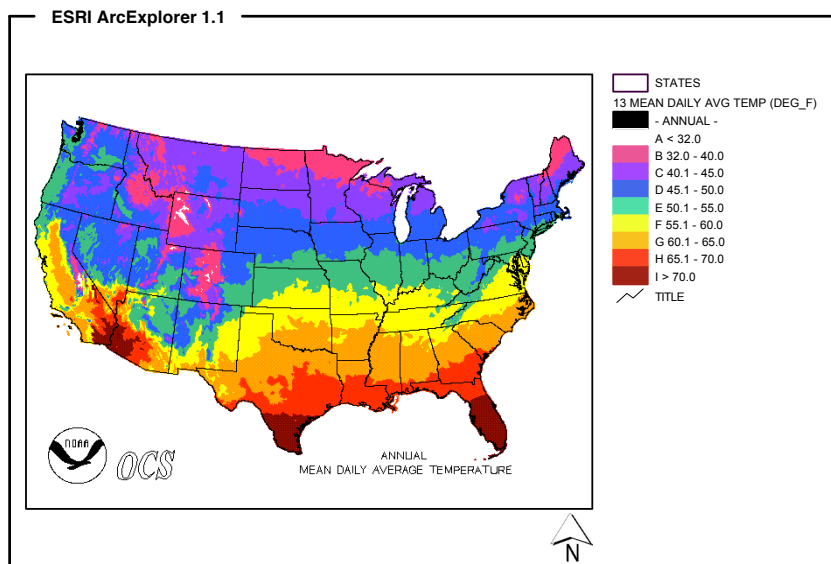 ESRI ArcExplorer 1.1
STATES
13 MEAN DAILY AVG TEMP (DEG_F)
- ANNUAL -
A < 32.0
B 32.0 - 40.0
C 40.1 - 45.0
D 45.1 - 50.0
E 50.1 - 55.0
F 55.1 - 60.0
G 60.1 - 65.0
H 65.1 - 70.0
I > 70.0
TITLE
NOAA
OCS
ANNUAL
MEAN DAILY AVERAGE TEMPERATURE
N